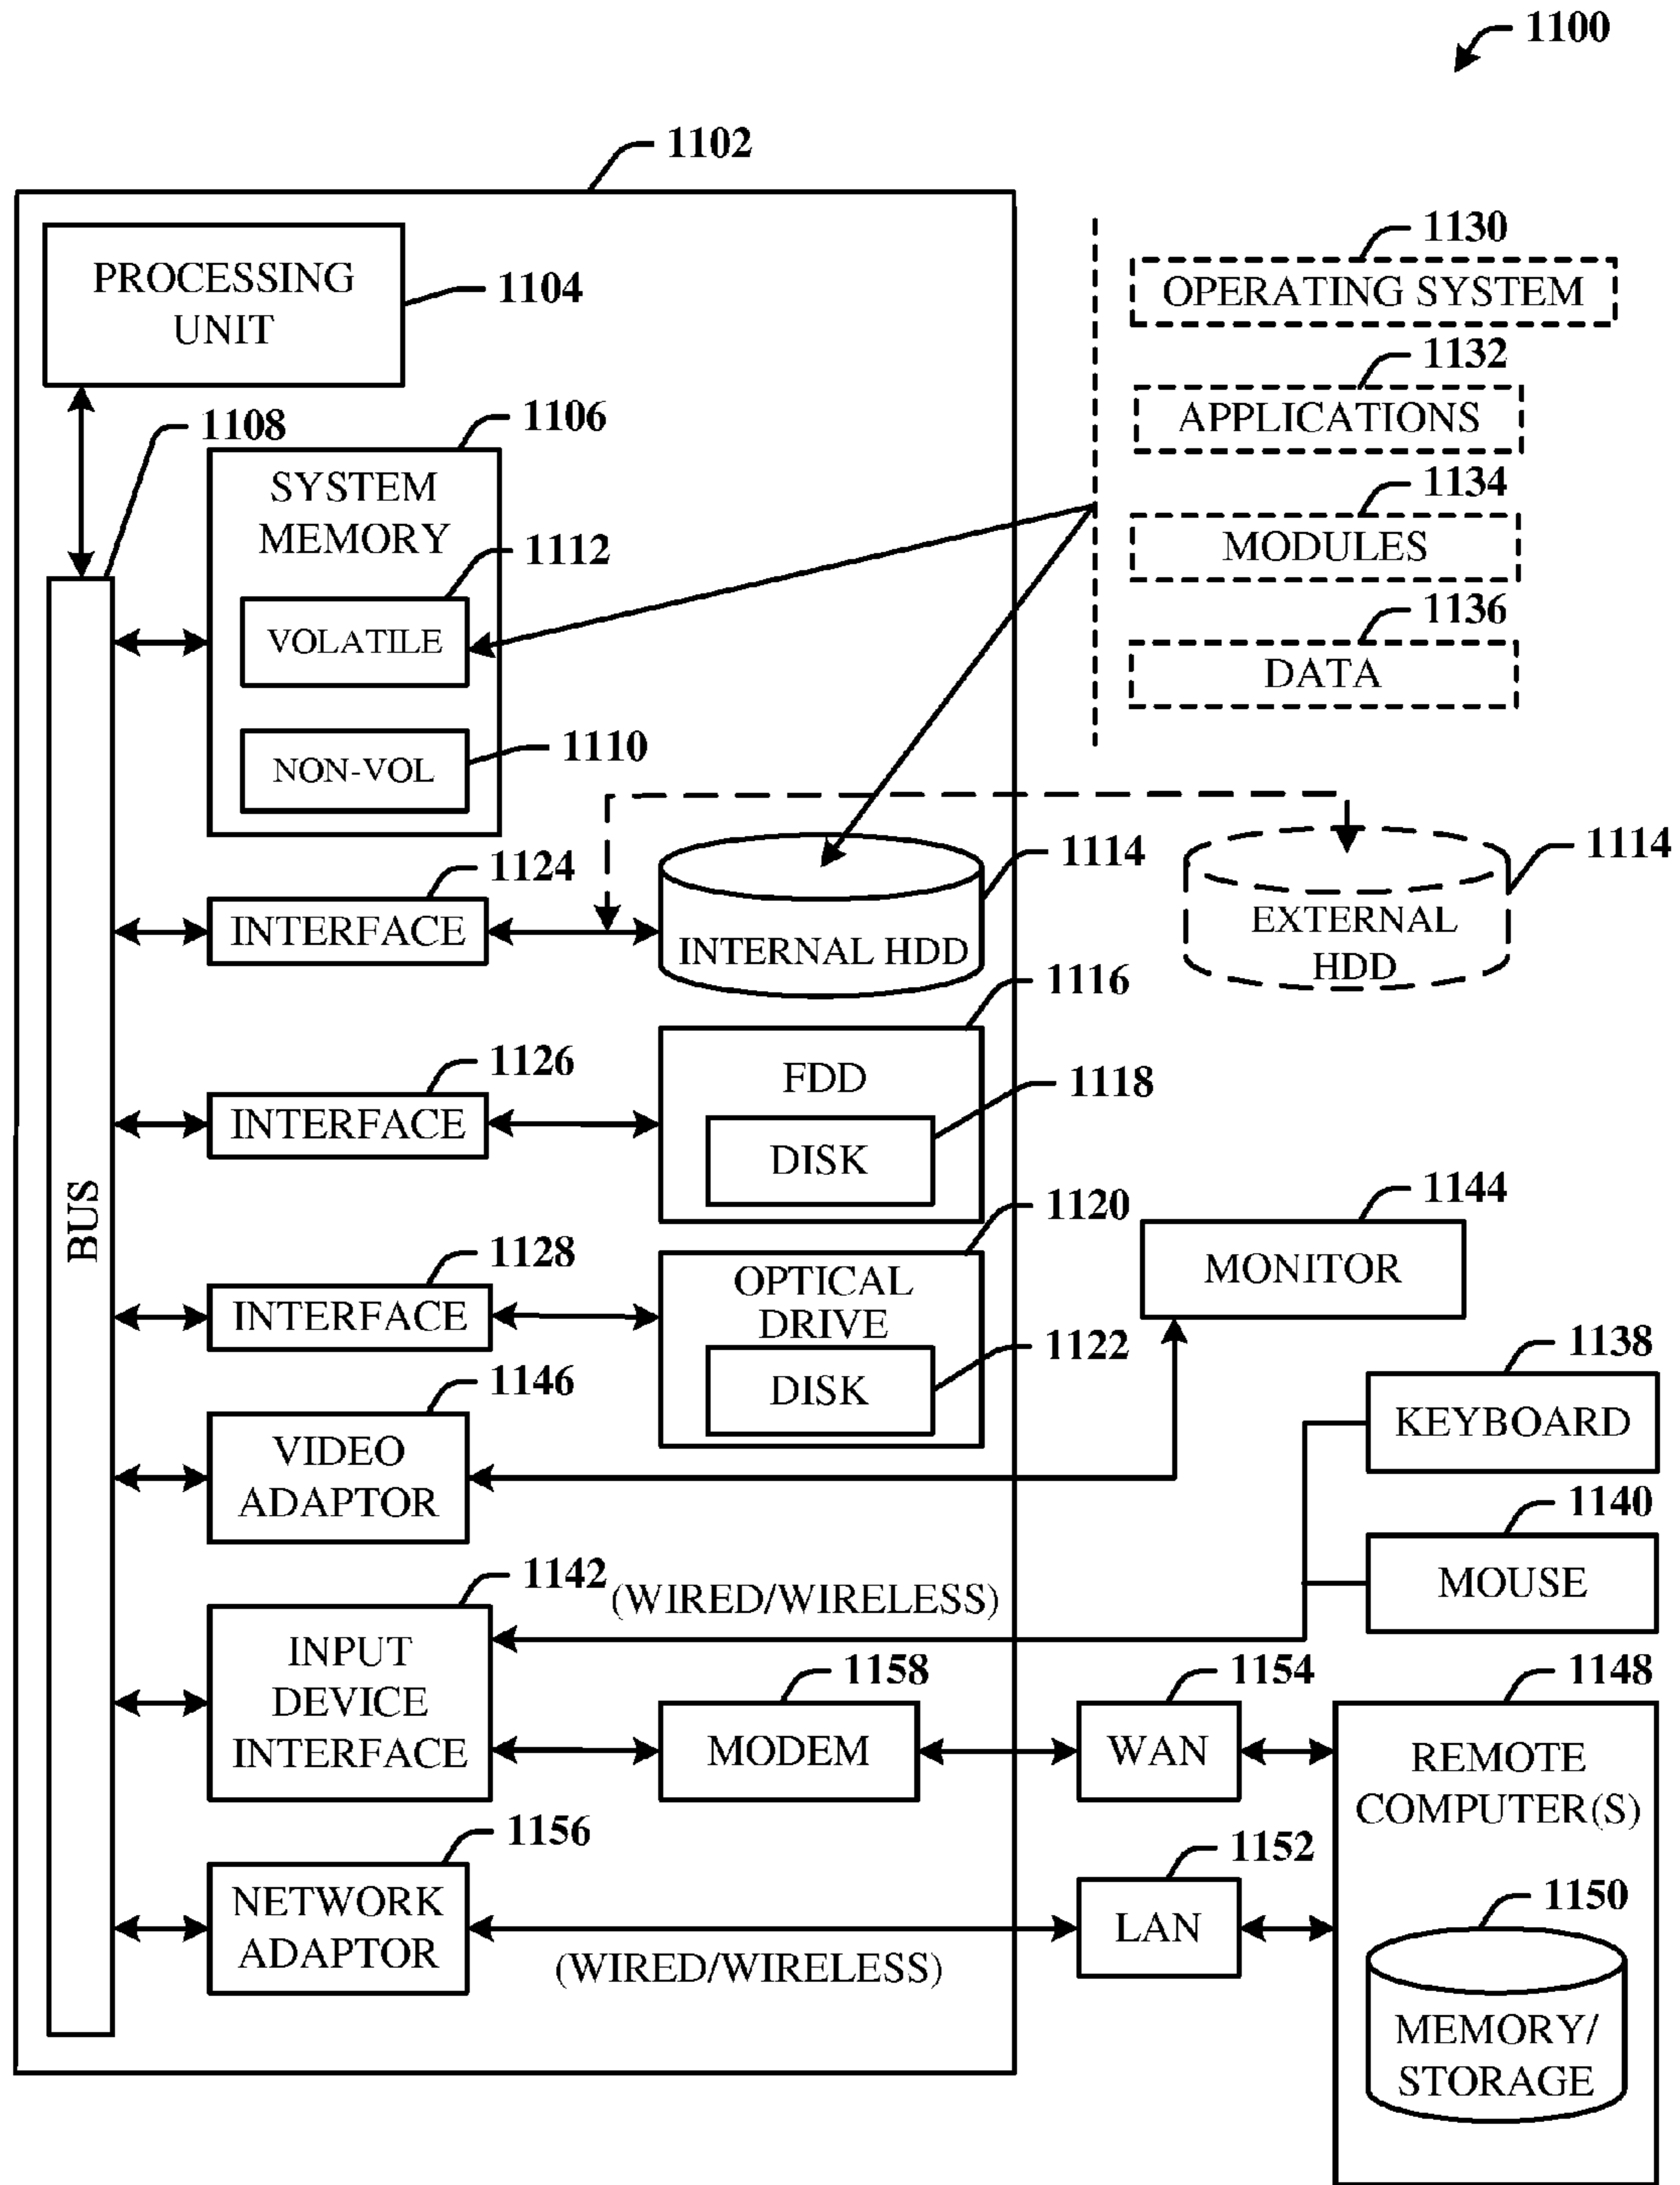 1100
1102
PROCESSING
UNIT
1104
1130
OPERATING SYSTEM
1132
APPLICATIONS
1134
MODULES
1136
DATA
1108
1106
SYSTEM
MEMORY
1112
VOLATILE
1110
NON-VOL
BUS
1124
INTERFACE
1114
INTERNAL HDD
1114
EXTERNAL
HDD
1116
1126
INTERFACE
FDD
1118
DISK
1120
1128
INTERFACE
OPTICAL
DRIVE
1122
DISK
1144
MONITOR
1146
VIDEO
ADAPTOR
1138
KEYBOARD
1140
MOUSE
1142
(WIRED/WIRELESS)
INPUT
DEVICE
INTERFACE
1158
MODEM
1154
WAN
1148
REMOTE
COMPUTER(S)
1156
NETWORK
ADAPTOR
(WIRED/WIRELESS)
1152
LAN
1150
MEMORY/
STORAGE